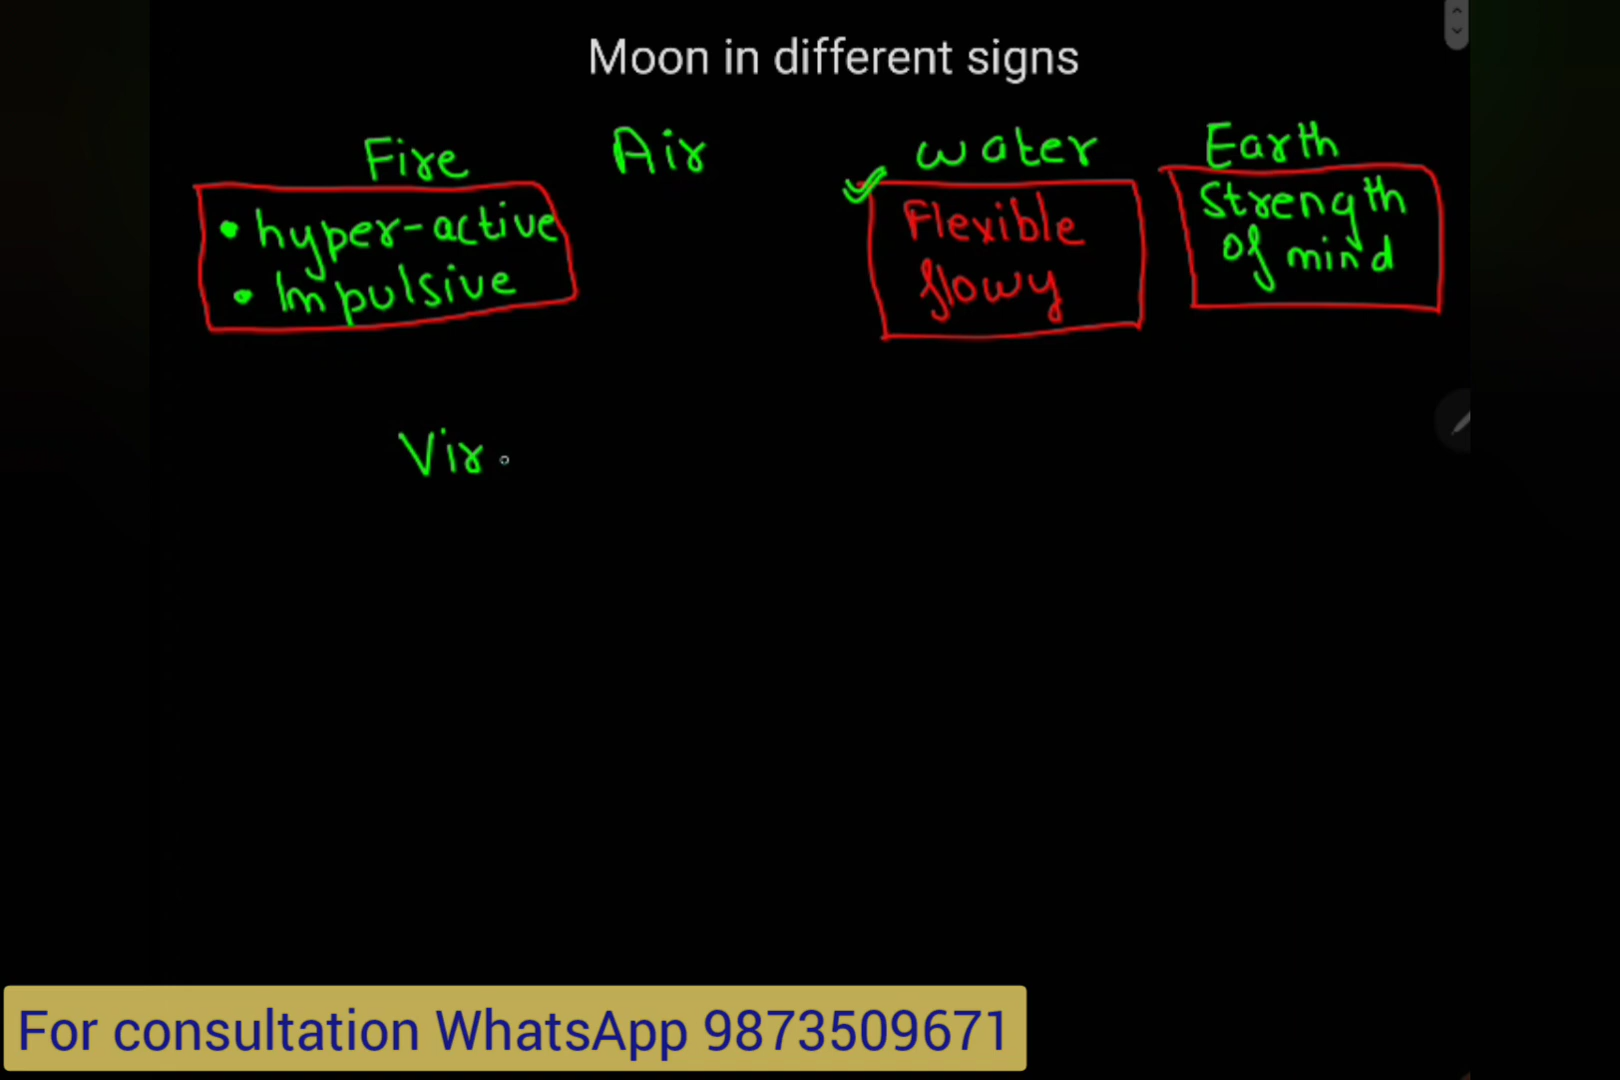 Moon in different signs
Fire Air Water Earth
• hyper-active
• Impulsive
Flexible
flowy
Strength
of mind
Vir
For consultation WhatsApp 9873509671